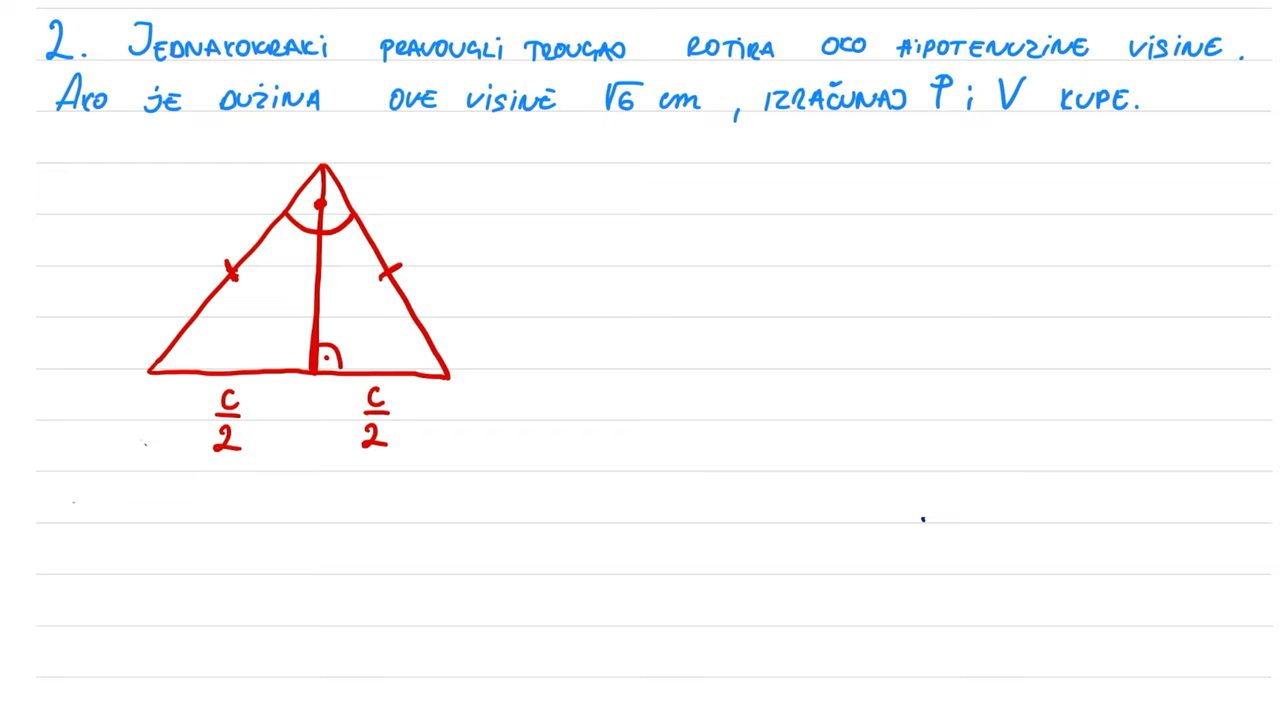 2. JEDNAKOKRAKI PRAVOUGLI TROUGAO ROTIRA OKO HIPOTENUZINE VISINE.
AKO JE DUŽINA OVE VISINE √6 cm, IZRAČUNAJ P i V KUPE.
c/2 c/2